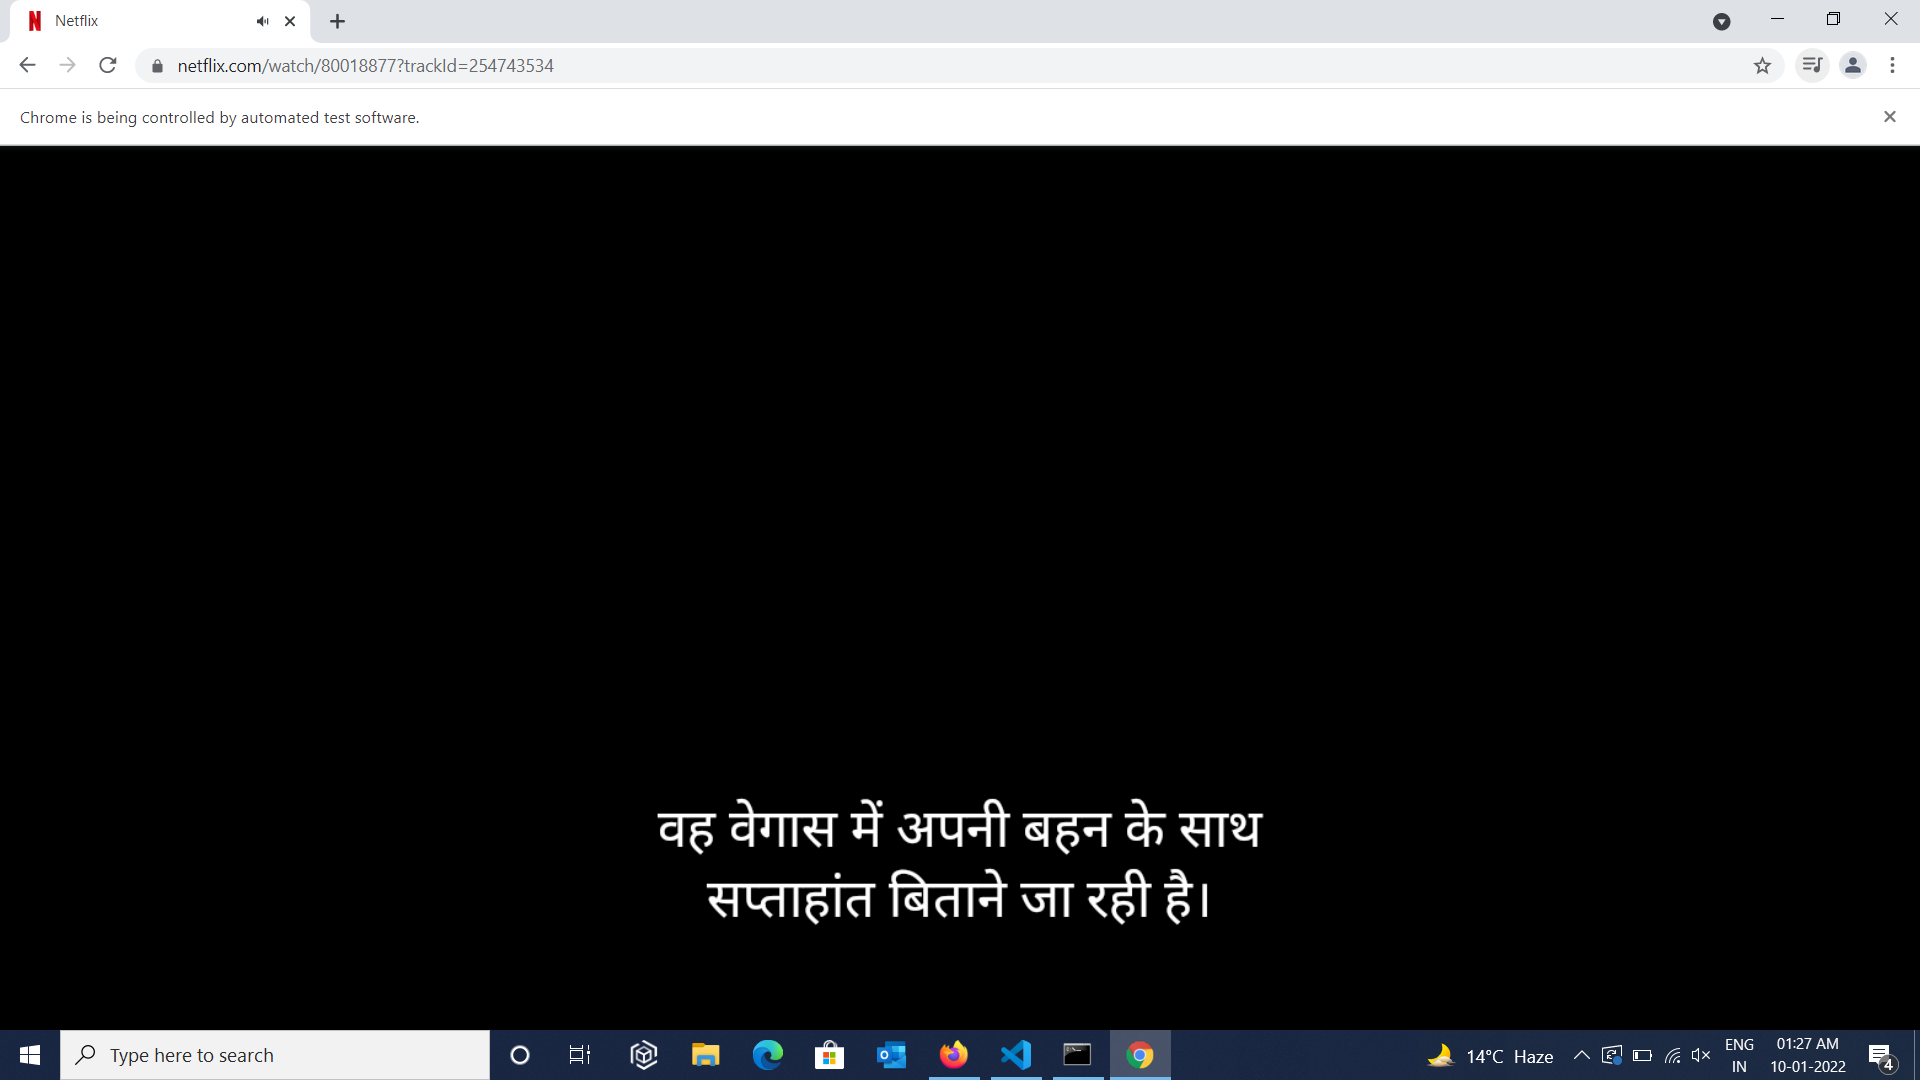 Netflix
netflix.com/watch/80018877?trackId=254743534
Chrome is being controlled by automated test software.
वह वेगास में अपनी बहन के साथ
सप्ताहांत बिताने जा रही है।
Type here to search
14°C Haze
ENG
IN
01:27 AM
10-01-2022
4